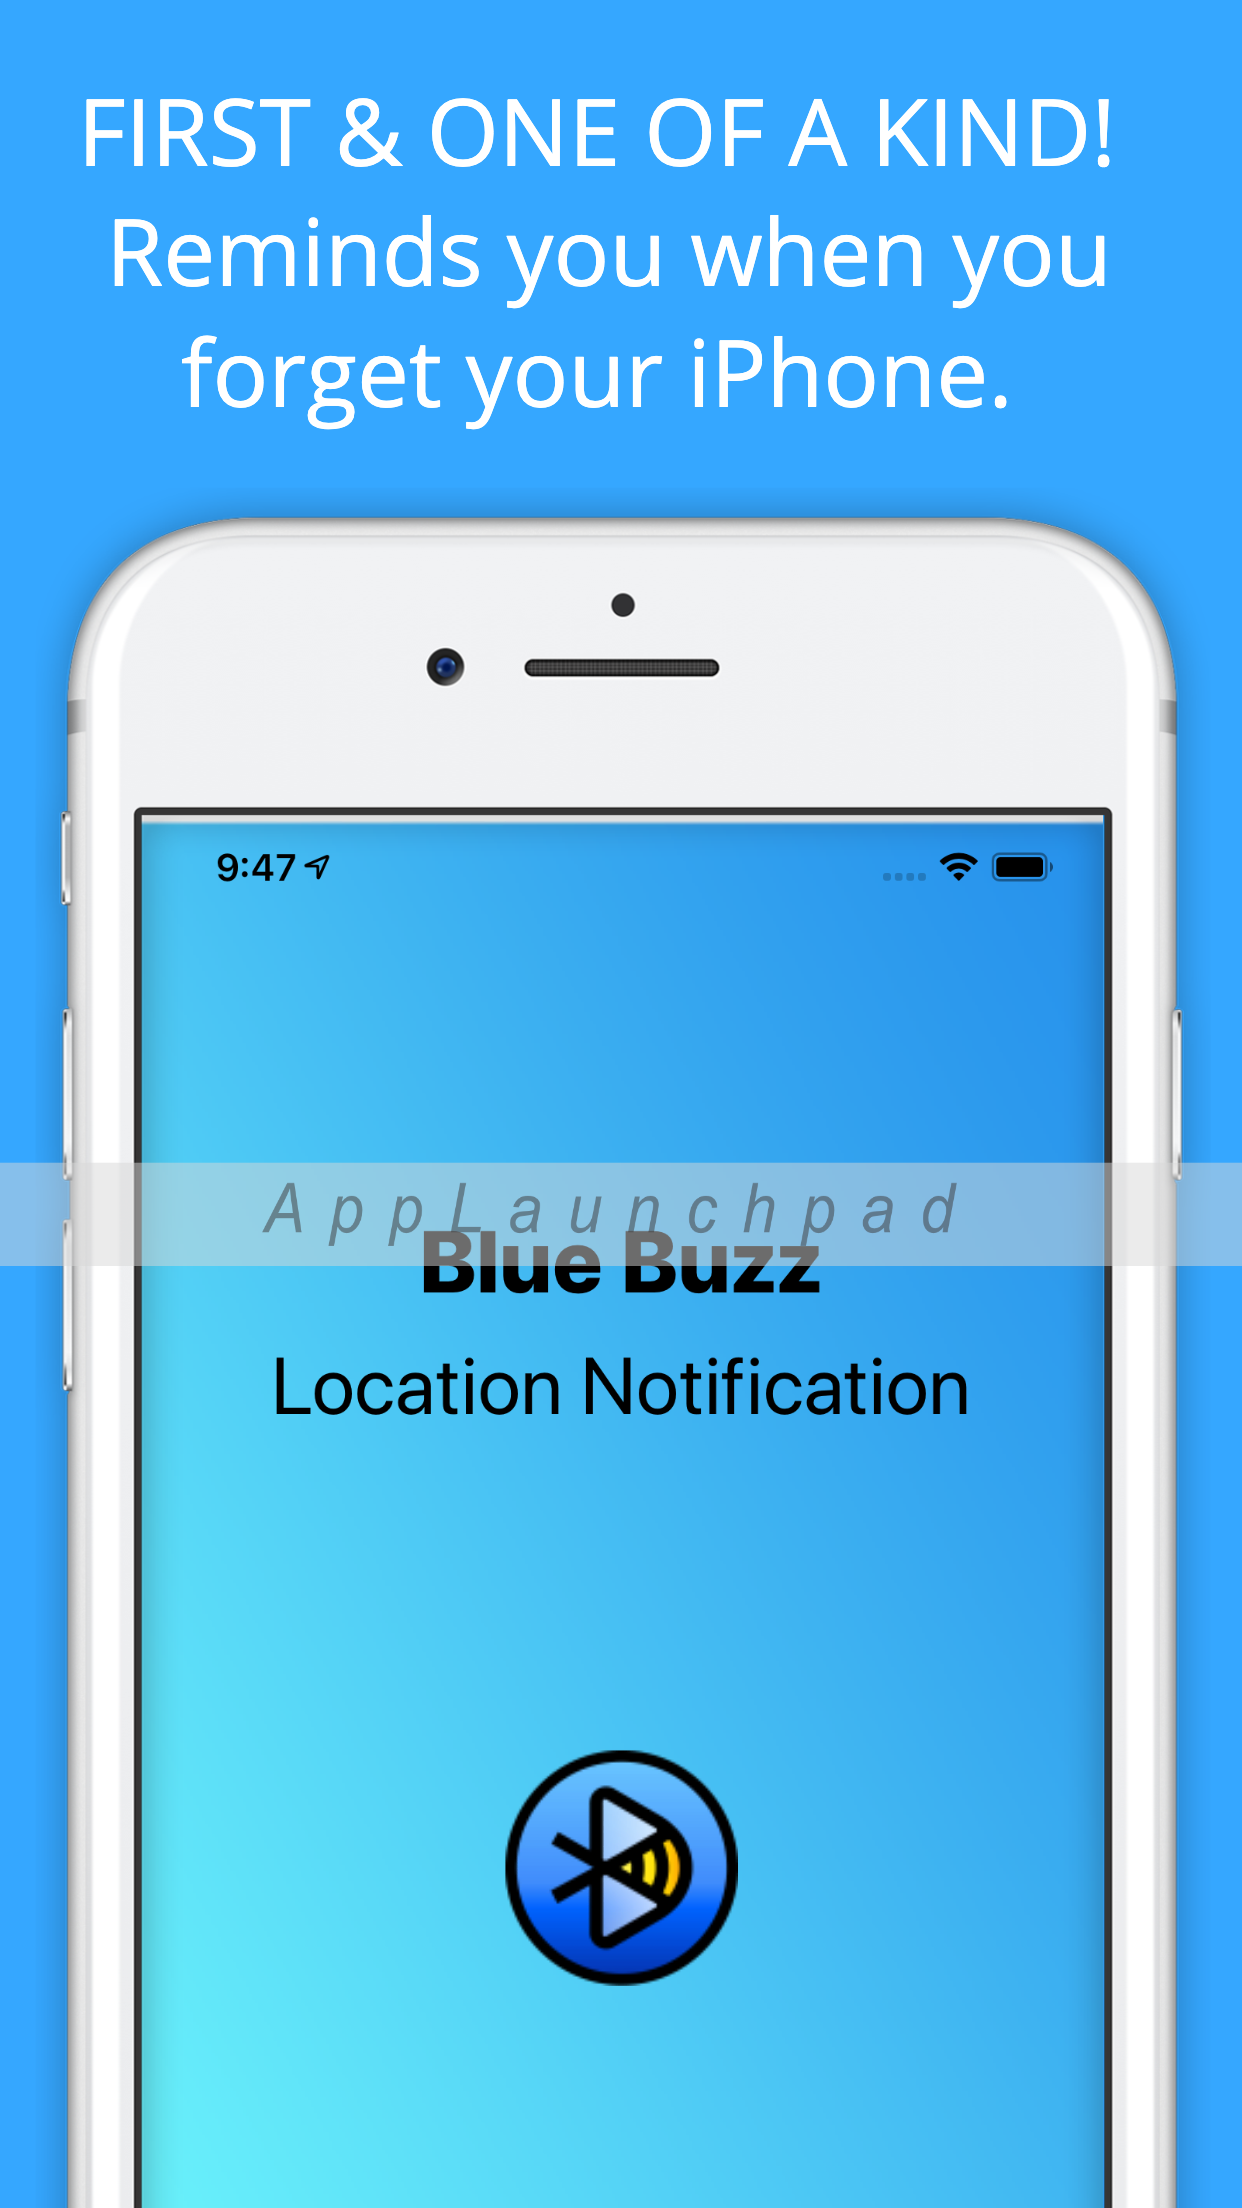 FIRST & ONE OF A KIND!
Reminds you when you
forget your iPhone.
9:47
AppLaunchpad
Blue Buzz
Location Notification